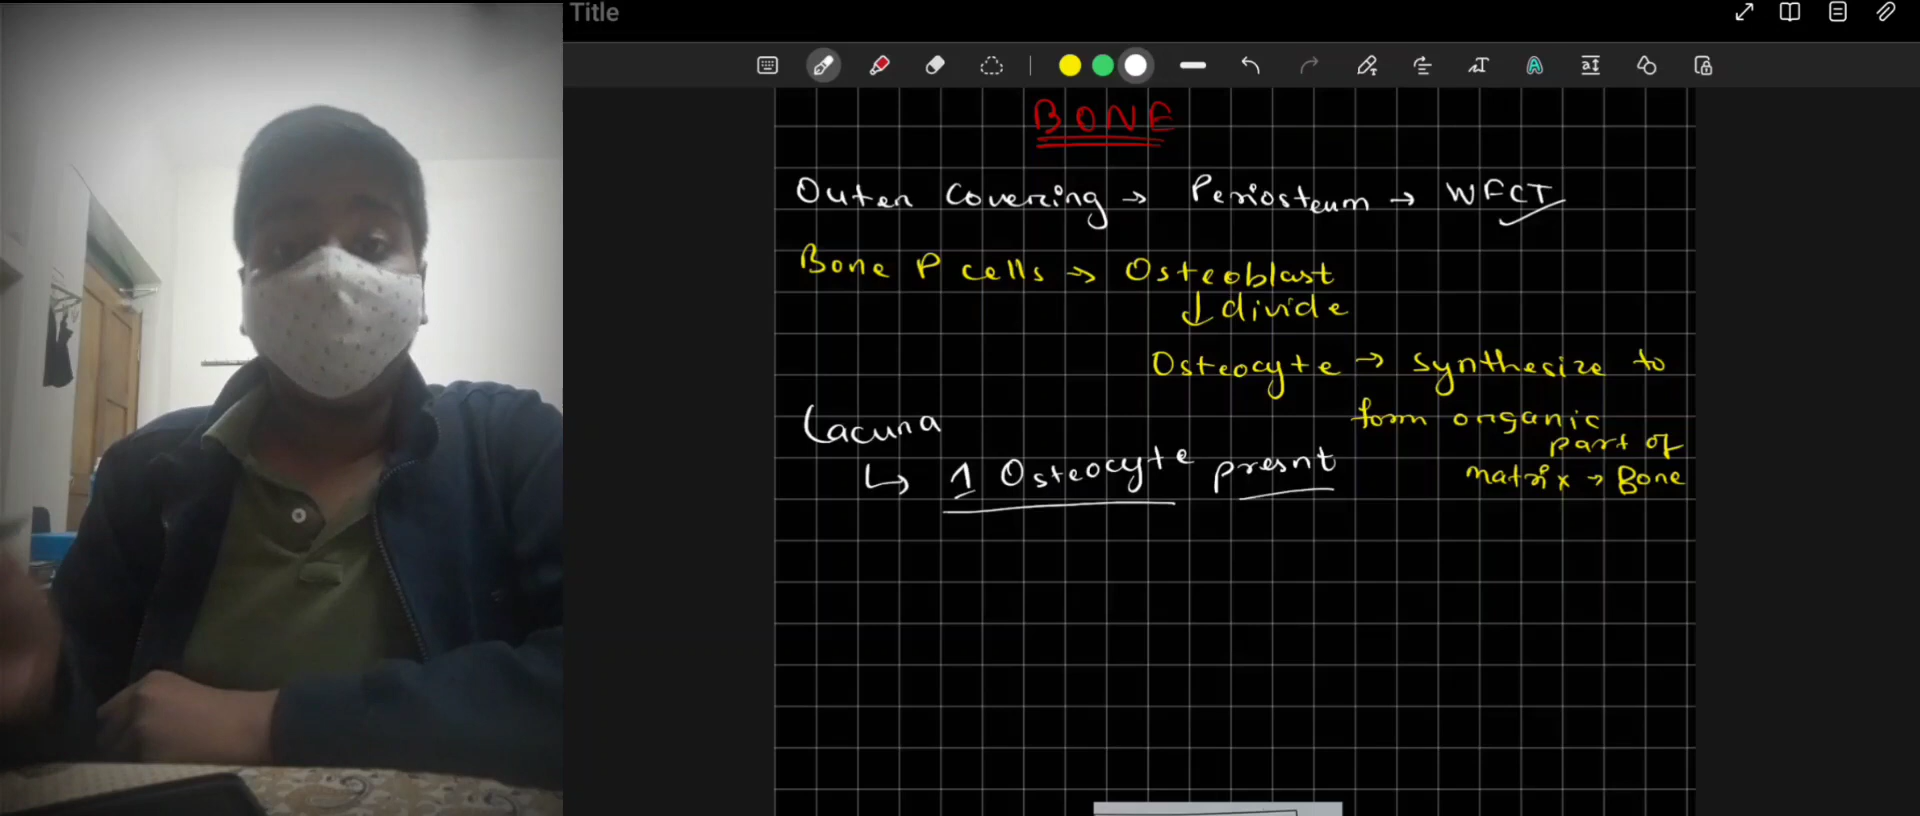 Title
BONE
Outer Covering → Periosteum → WFCT
Bone P cells → Osteoblast
↓ divide
Osteocyte → synthesize to
form organic
part of
matrix → Bone
Lacuna
↳ 1 Osteocyte presnt